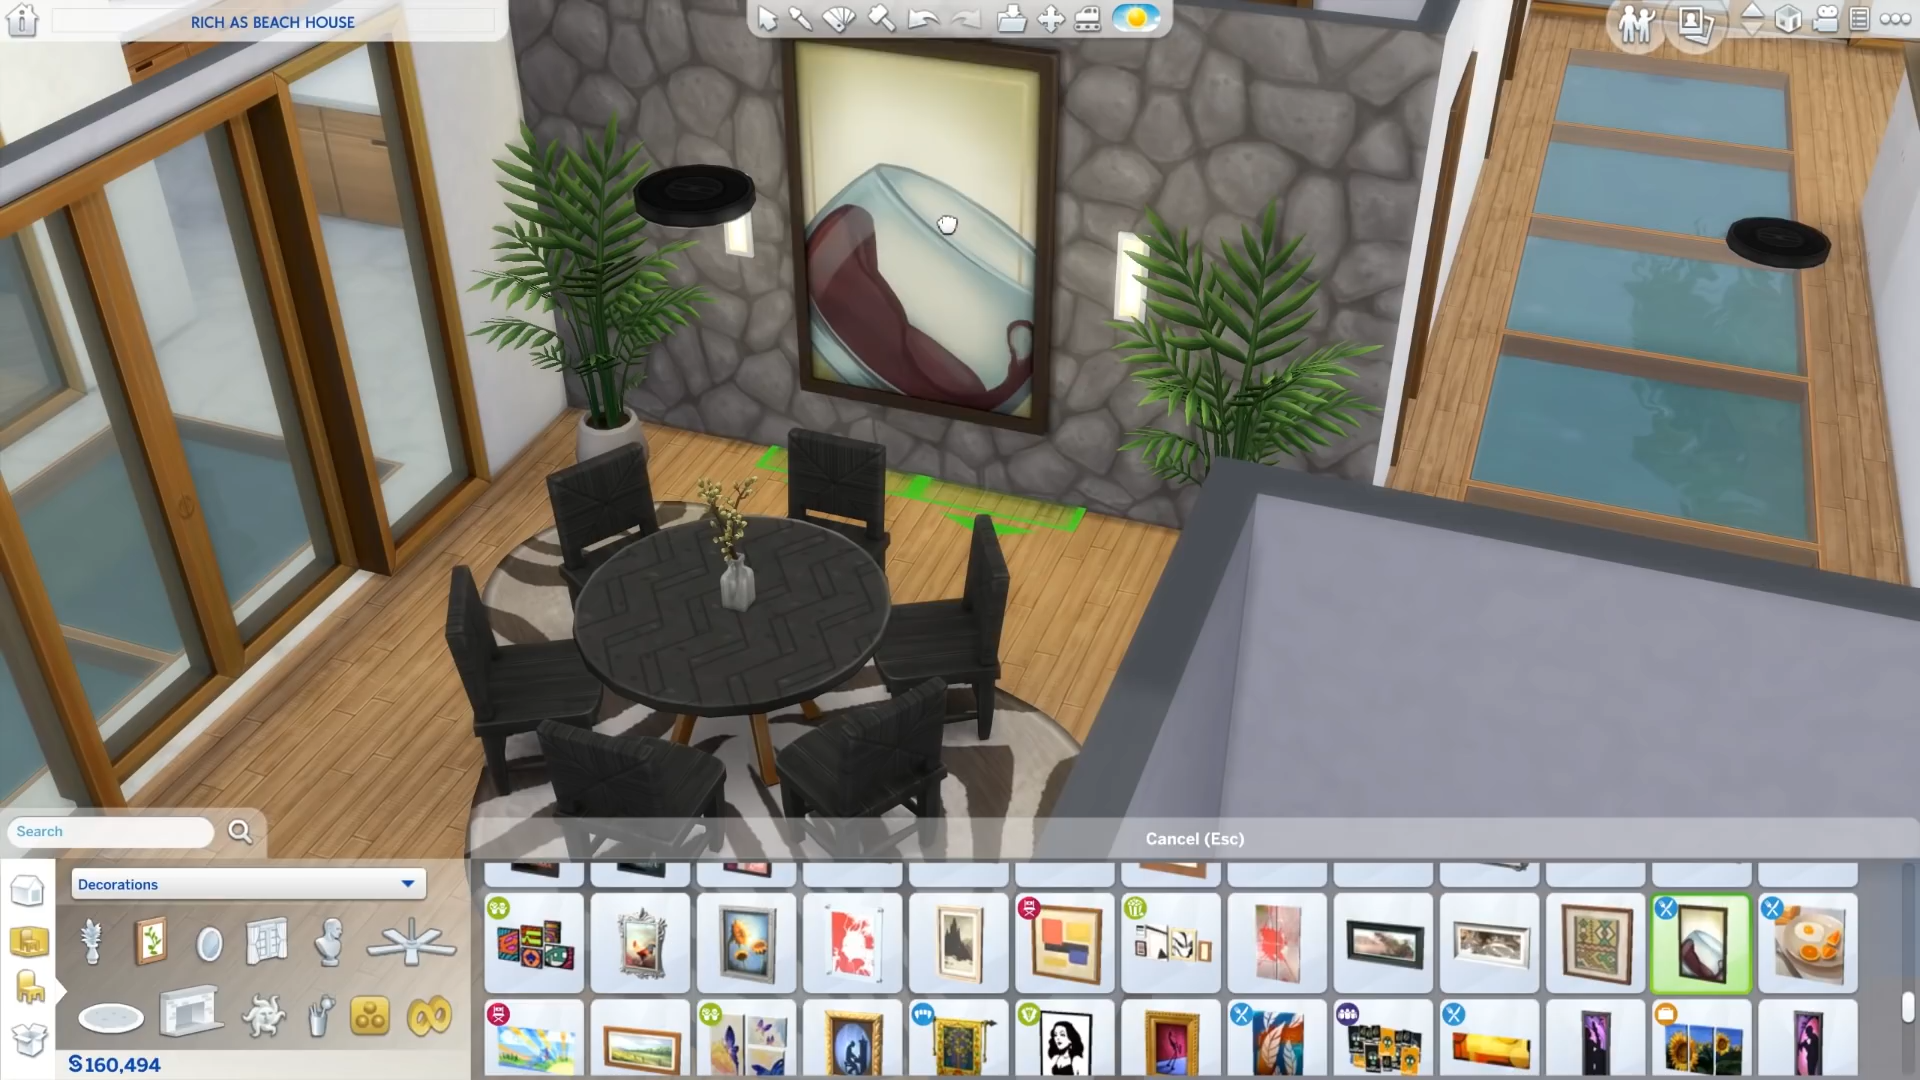 RICH AS BEACH HOUSE
Search
Cancel (Esc)
Decorations
§160,494